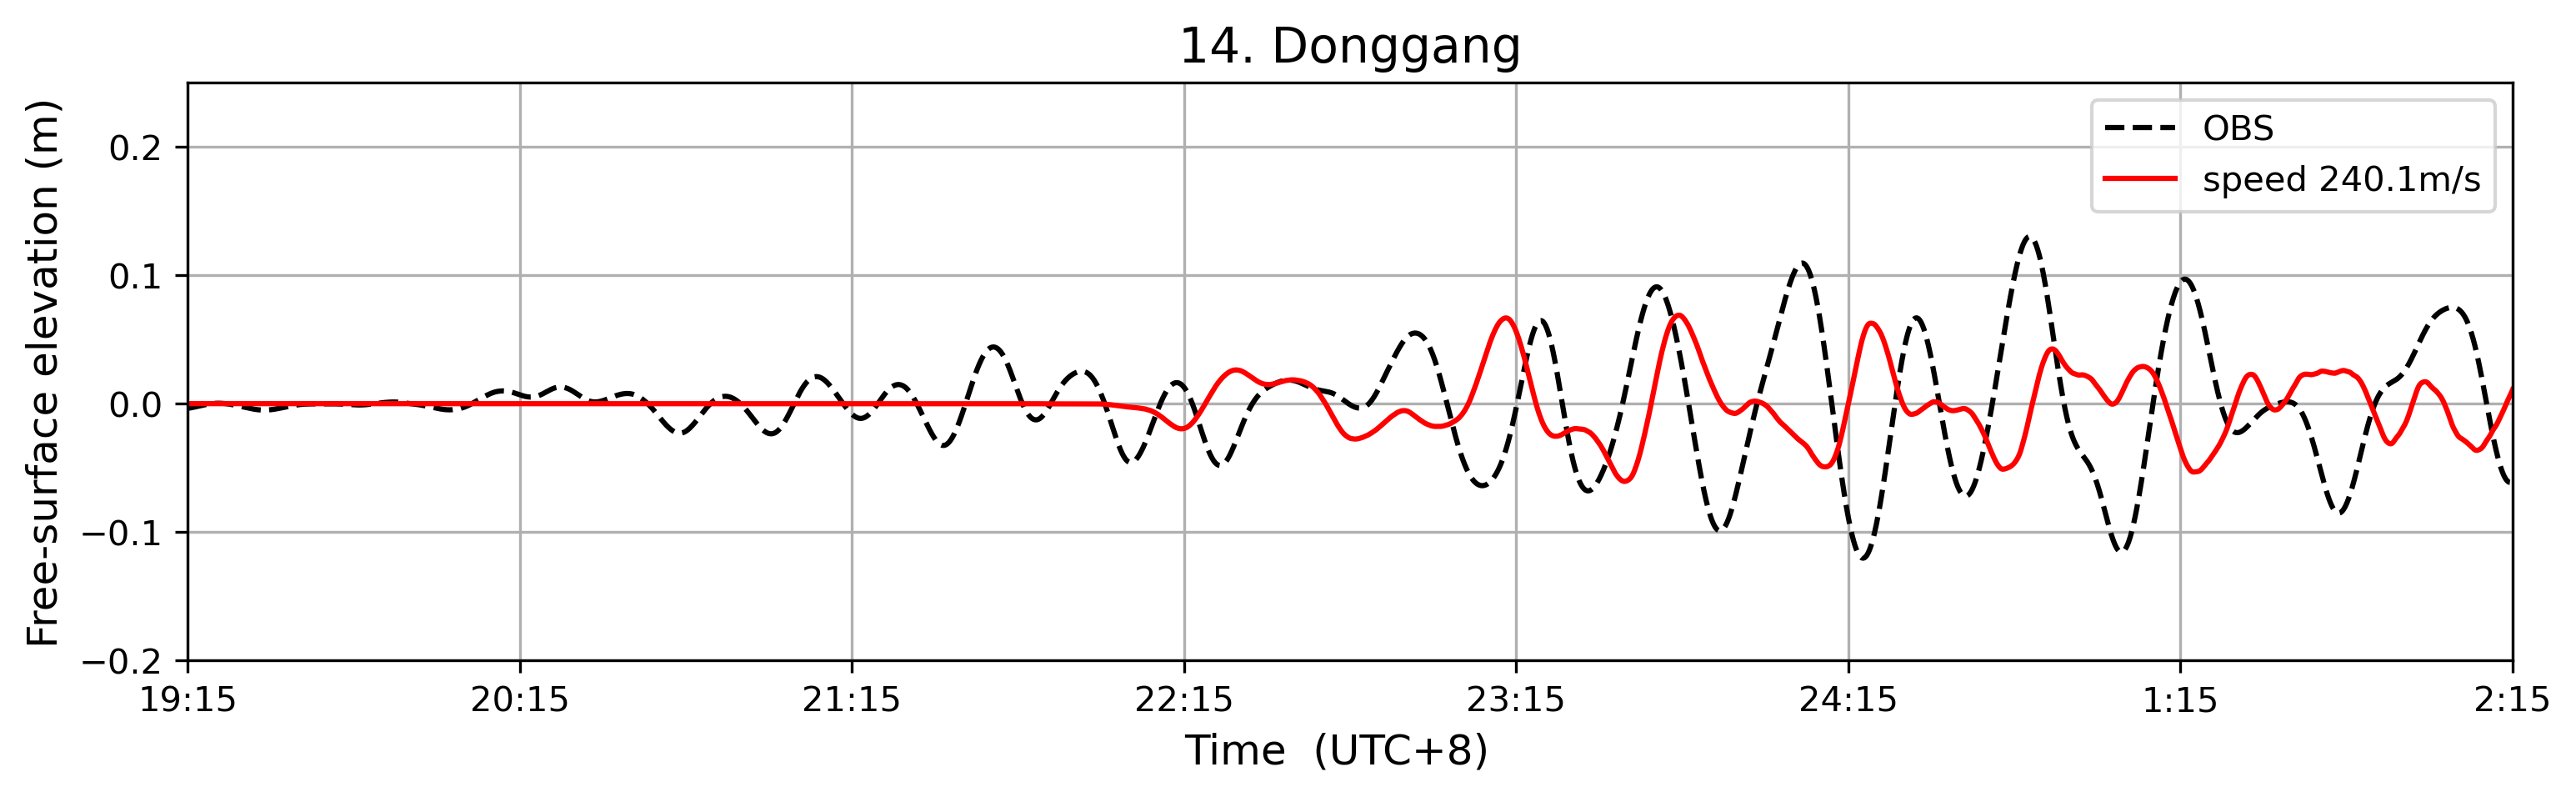 14. Donggang
Free-surface elevation (m)
0.2
0.1
0.0
−0.1
−0.2
OBS
speed 240.1m/s
19:15 20:15 21:15 22:15 23:15 24:15 1:15 2:15
Time (UTC+8)